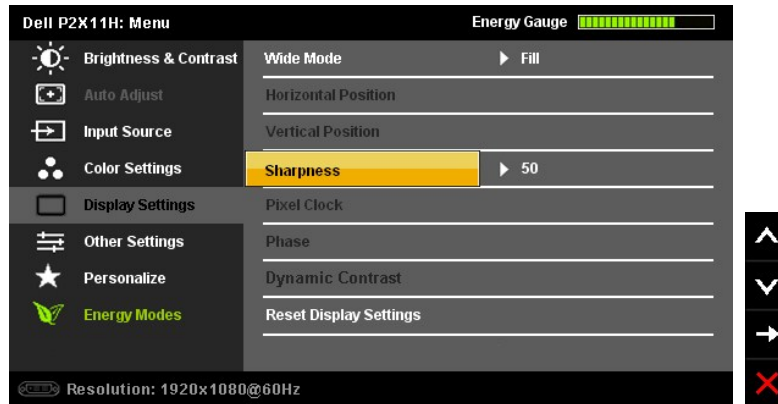 Dell P2X11H: Menu
Energy Gauge
Brightness & Contrast
Auto Adjust
Input Source
Color Settings
Display Settings
Other Settings
Personalize
Energy Modes
Wide Mode
Fill
Horizontal Position
Vertical Position
Sharpness
50
Pixel Clock
Phase
Dynamic Contrast
Reset Display Settings
Resolution: 1920x1080@60Hz